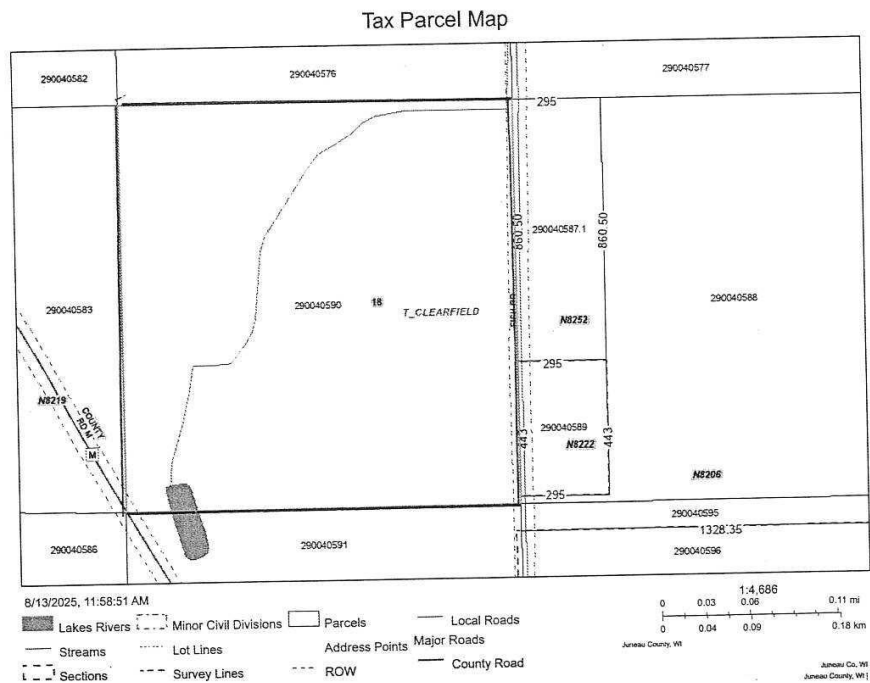 Tax Parcel Map
290040582
290040576
290040577
295
290040587.1
860.50
860.50
290040583
290040590
18
T_CLEARFIELD
290040588
N8252
295
N8219
COUNTY
RD M
M
290040589
443
443
N8222
N8206
295
290040595
1328.35
290040586
290040591
290040596
8/13/2025, 11:58:51 AM
1:4,686
0 0.03 0.06 0.11 mi
0 0.04 0.09 0.18 km
Lakes Rivers
Minor Civil Divisions
Parcels
Local Roads
Streams
Lot Lines
Address Points
Major Roads
Sections
Survey Lines
ROW
County Road
Juneau County, WI
Juneau Co, WI
Juneau County, WI |